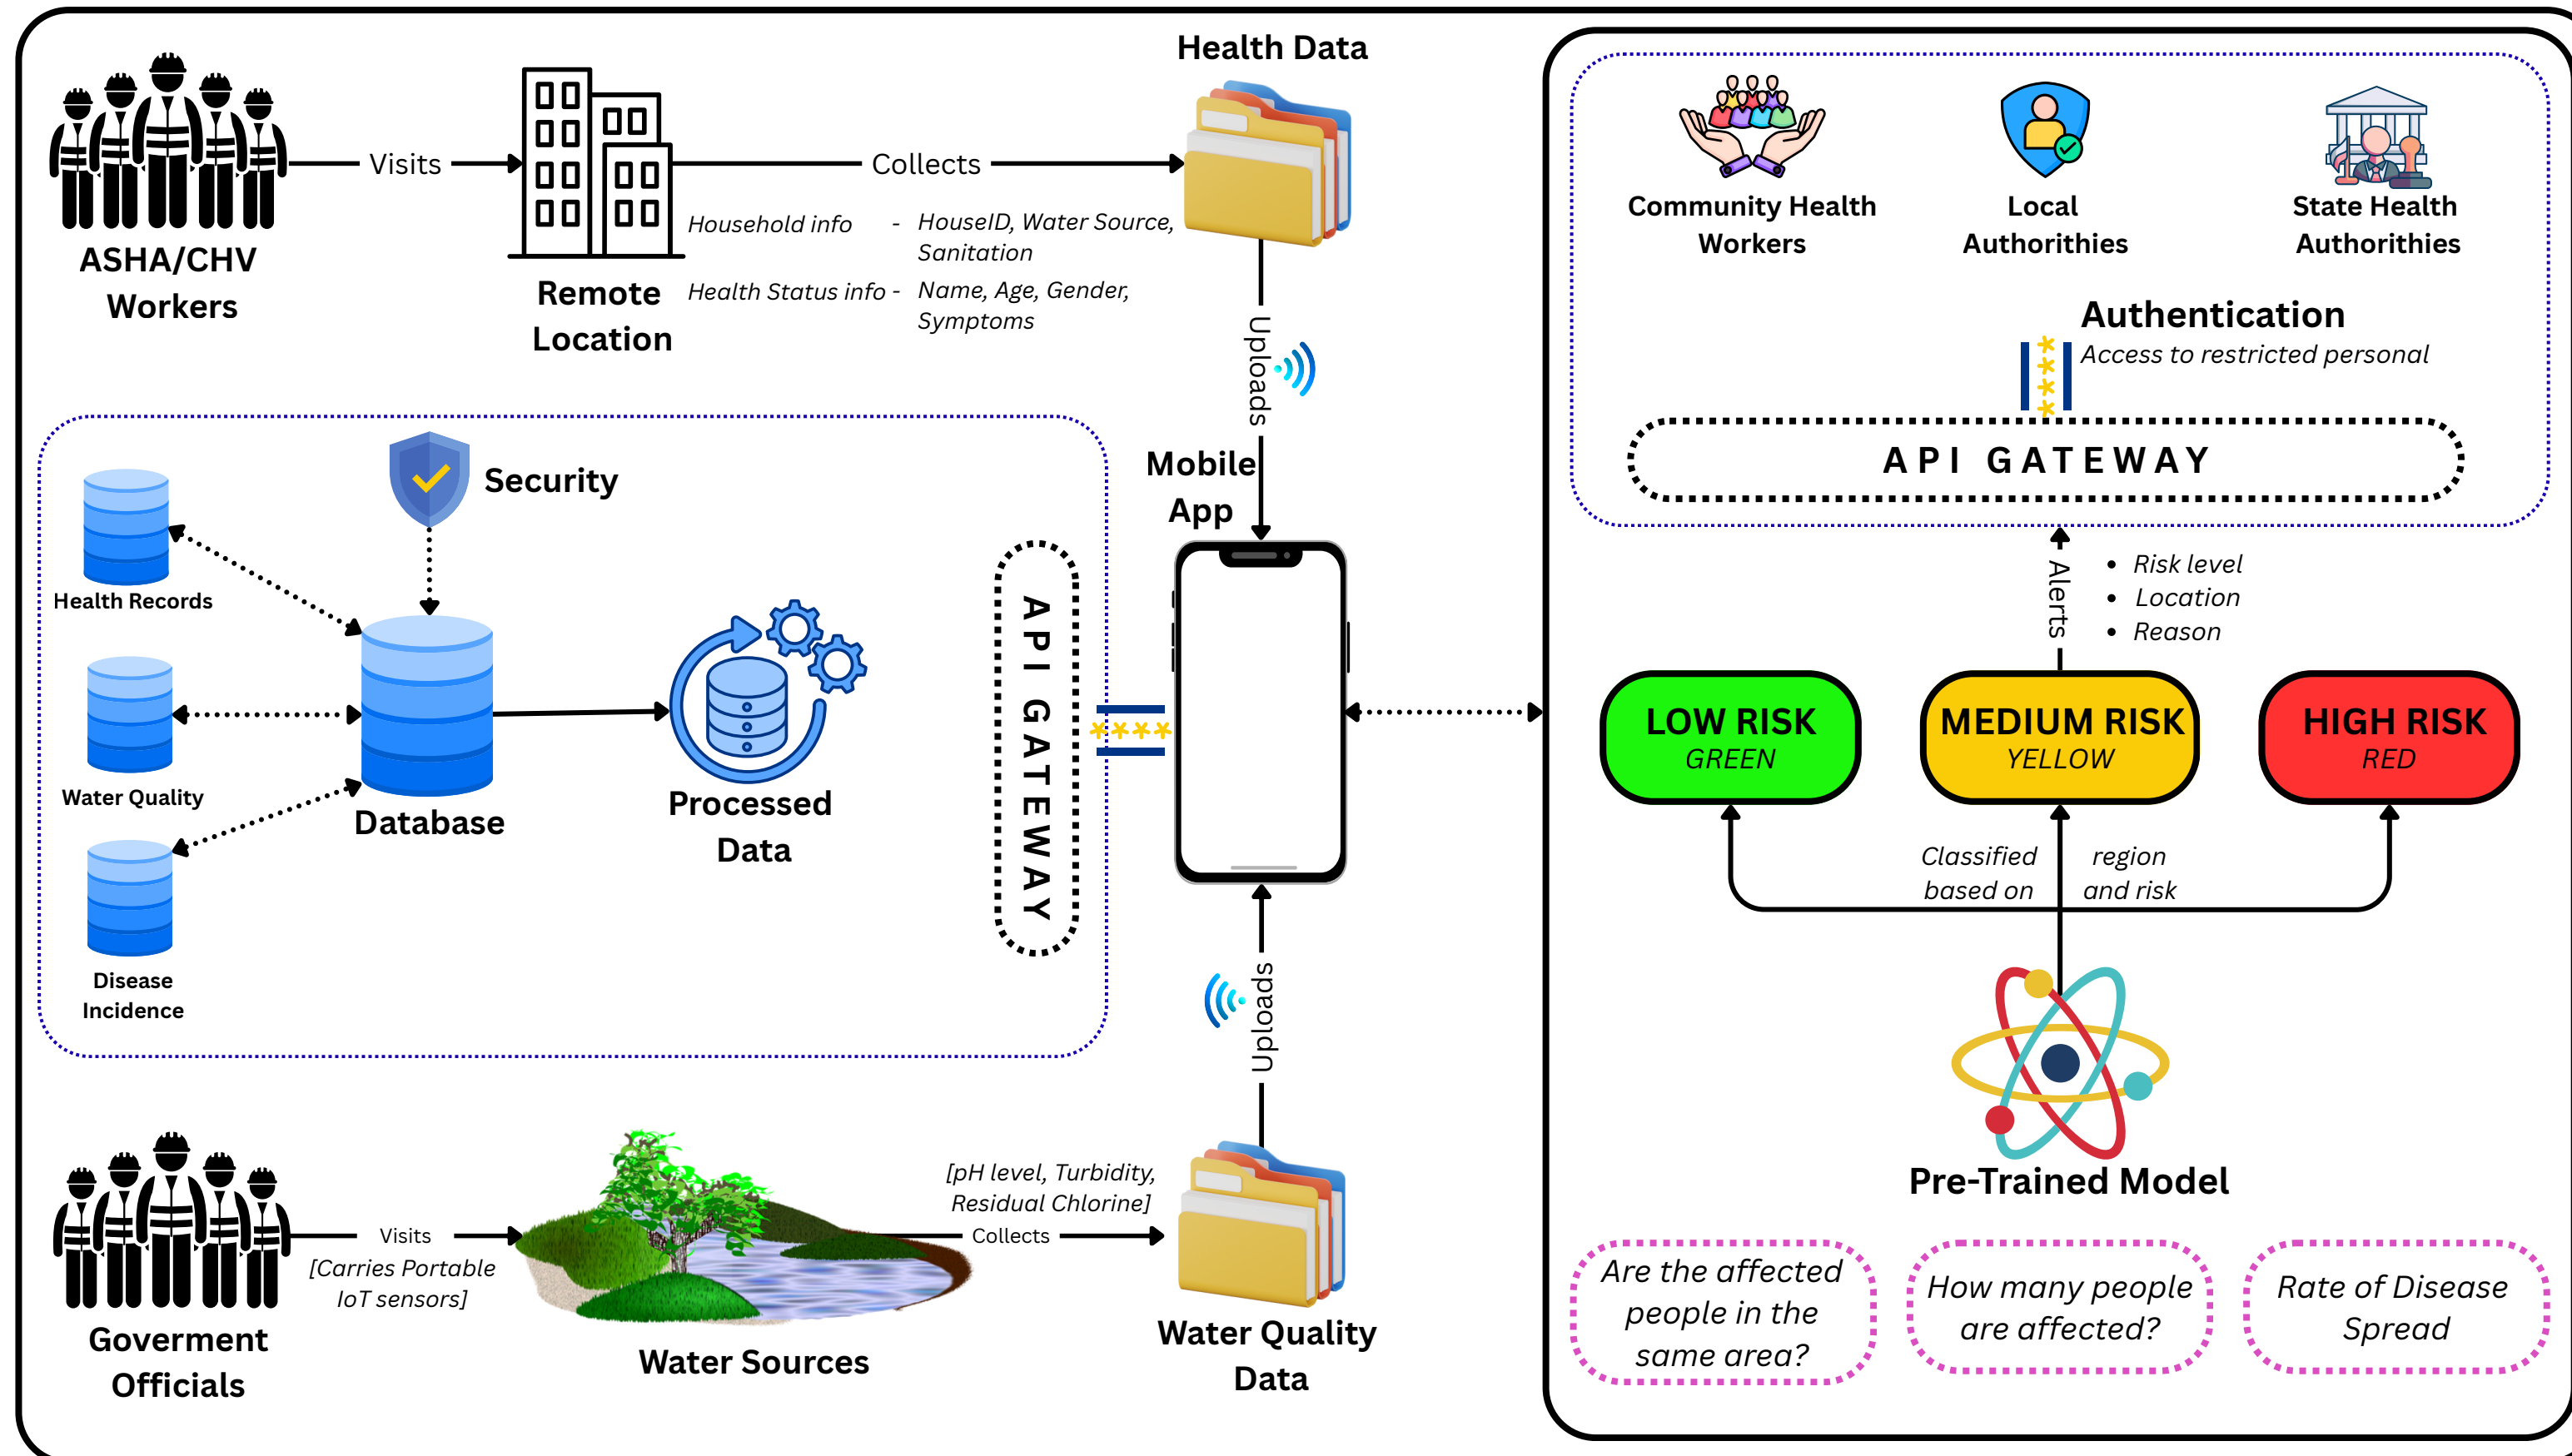 Health Data
Visits
Collects
Household info - HouseID, Water Source,
Sanitation
Health Status info - Name, Age, Gender,
Symptoms
ASHA/CHV
Workers
Remote
Location
Uploads
Mobile
App
Security
Health Records
Water Quality
Disease
Incidence
Database
Processed
Data
API GATEWAY
****
Uploads
Visits
[Carries Portable
IoT sensors]
[pH level, Turbidity,
Residual Chlorine]
Collects
Goverment
Officials
Water Sources
Water Quality
Data
Community Health
Workers
Local
Authorithies
State Health
Authorithies
Authentication
Access to restricted personal
****
API GATEWAY
Alerts
• Risk level
• Location
• Reason
LOW RISK
GREEN
MEDIUM RISK
YELLOW
HIGH RISK
RED
Classified region
based on and risk
Pre-Trained Model
Are the affected
people in the
same area?
How many people
are affected?
Rate of Disease
Spread